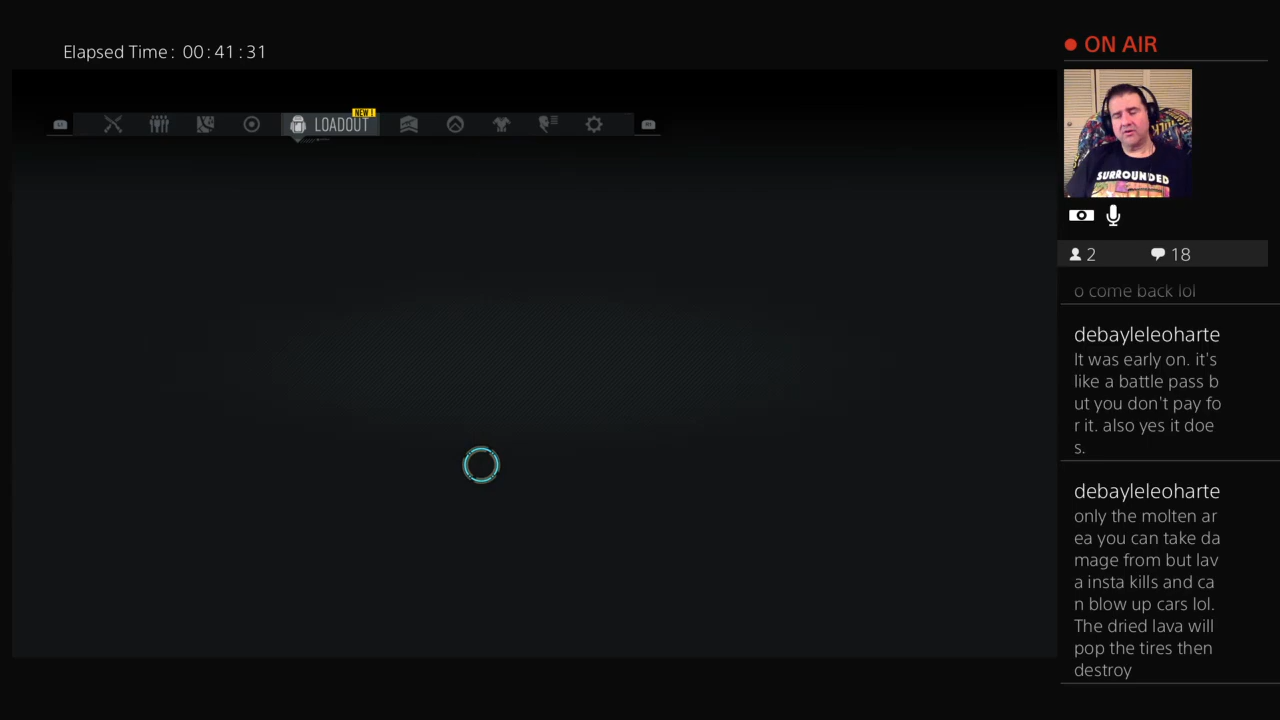 Elapsed Time: 00:41:31
ON AIR
NEW!
LOADOUT
SURROUNDED
2
18
o come back lol
debayleleoharte
It was early on. it's
like a battle pass b
ut you don't pay fo
r it. also yes it doe
s.
debayleleoharte
only the molten ar
ea you can take da
mage from but lav
a insta kills and ca
n blow up cars lol.
The dried lava will
pop the tires then
destroy